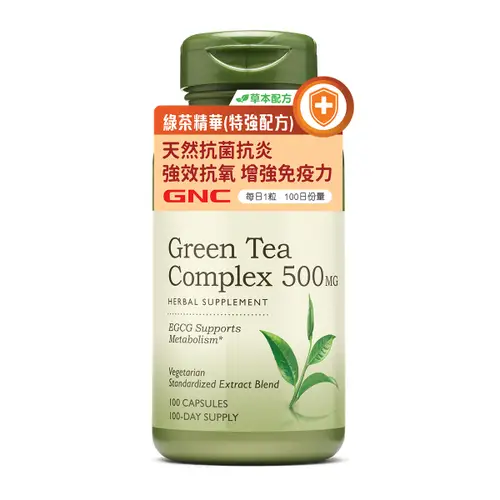 草本配方
綠茶精華(特強配方)
天然抗菌抗炎
強效抗氧 增強免疫力
GNC
每日1粒 100日份量
Green Tea
Complex 500MG
HERBAL SUPPLEMENT
EGCG Supports
Metabolism*
Vegetarian
Standardized Extract Blend
100 CAPSULES
100-DAY SUPPLY